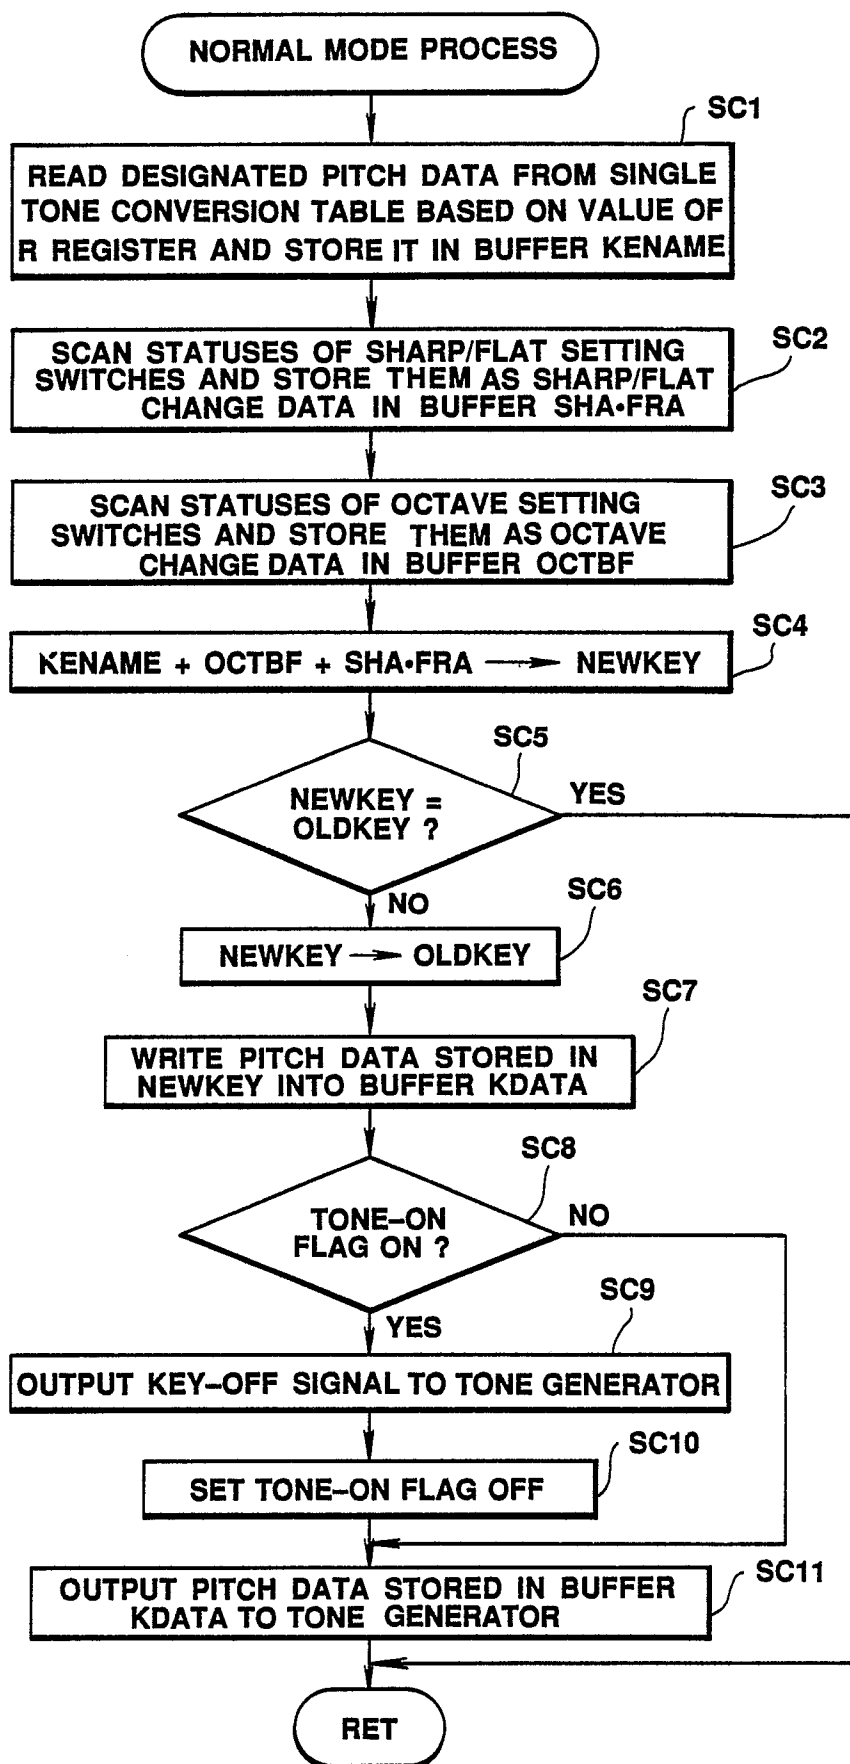 NORMAL MODE PROCESS
SC1
READ DESIGNATED PITCH DATA FROM SINGLE
TONE CONVERSION TABLE BASED ON VALUE OF
R REGISTER AND STORE IT IN BUFFER KENAME
SC2
SCAN STATUSES OF SHARP/FLAT SETTING
SWITCHES AND STORE THEM AS SHARP/FLAT
CHANGE DATA IN BUFFER SHA•FRA
SC3
SCAN STATUSES OF OCTAVE SETTING
SWITCHES AND STORE THEM AS OCTAVE
CHANGE DATA IN BUFFER OCTBF
SC4
KENAME + OCTBF + SHA•FRA → NEWKEY
SC5
NEWKEY =
OLDKEY ?
YES
NO
SC6
NEWKEY → OLDKEY
SC7
WRITE PITCH DATA STORED IN
NEWKEY INTO BUFFER KDATA
SC8
TONE–ON
FLAG ON ?
NO
YES
SC9
OUTPUT KEY–OFF SIGNAL TO TONE GENERATOR
SC10
SET TONE–ON FLAG OFF
SC11
OUTPUT PITCH DATA STORED IN BUFFER
KDATA TO TONE GENERATOR
RET